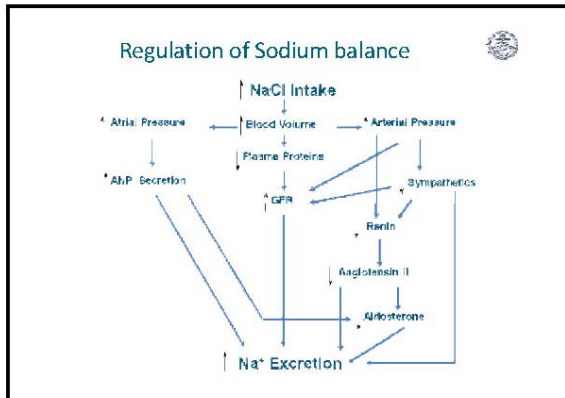 Regulation of Sodium balance
↑ NaCl Intake
↑ Atrial Pressure
↑ Blood Volume
↑ Arterial Pressure
↓ Plasma Proteins
↑ ANP Secretion
↓ Sympathetics
↑ GFR
↓ Renin
↓ Angiotensin II
↓ Aldosterone
↑ Na⁺ Excretion